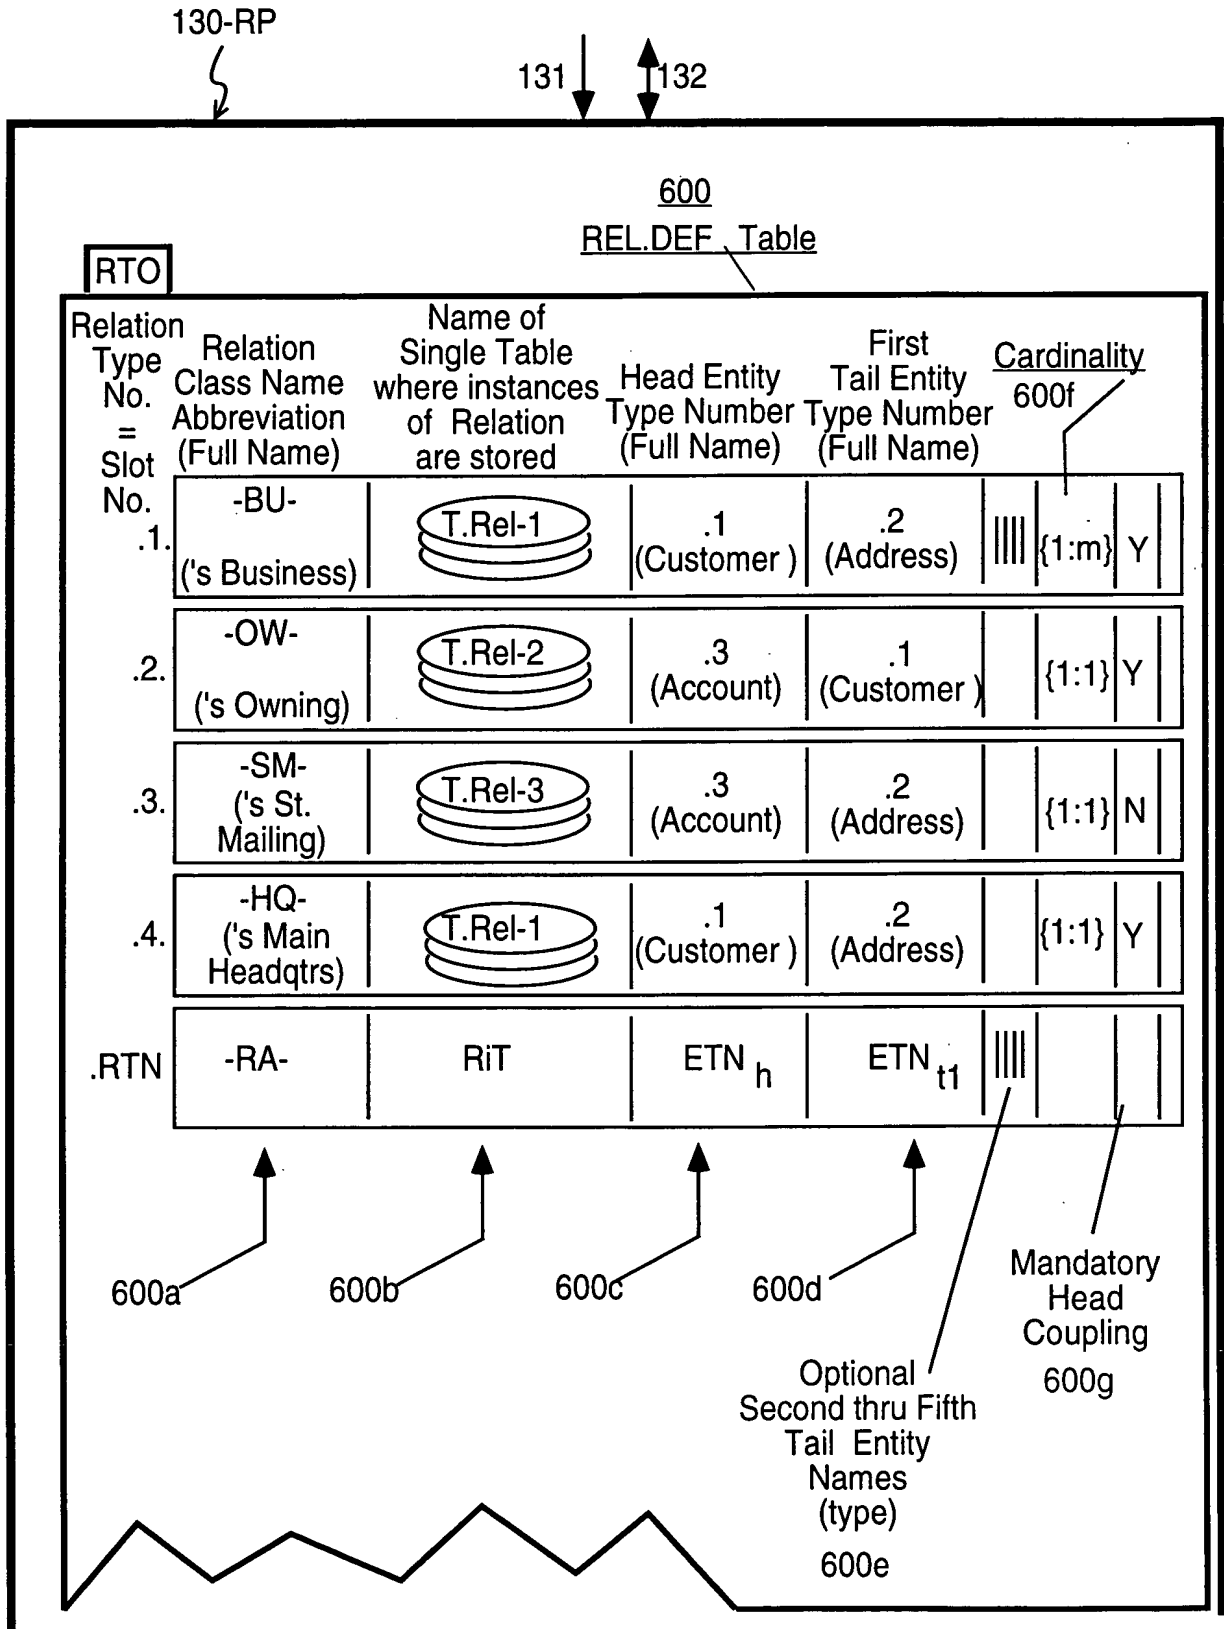 130-RP
131
132
600
REL.DEF Table
RTO
Relation
Type
No.
=
Slot
No.
Relation
Class Name
Abbreviation
(Full Name)
Name of
Single Table
where instances
of Relation
are stored
Head Entity
Type Number
(Full Name)
First
Tail Entity
Type Number
(Full Name)
Cardinality
600f
.1.
-BU-
('s Business)
T.Rel-1
.1
(Customer )
.2
(Address)
{1:m}
Y
.2.
-OW-
('s Owning)
T.Rel-2
.3
(Account)
.1
(Customer )
{1:1}
Y
.3.
-SM-
('s St.
Mailing)
T.Rel-3
.3
(Account)
.2
(Address)
{1:1}
N
.4.
-HQ-
('s Main
Headqtrs)
T.Rel-1
.1
(Customer )
.2
(Address)
{1:1}
Y
.RTN
-RA-
RiT
ETN h
ETN t1
600a
600b
600c
600d
Mandatory
Head
Coupling
600g
Optional
Second thru Fifth
Tail Entity
Names
(type)
600e